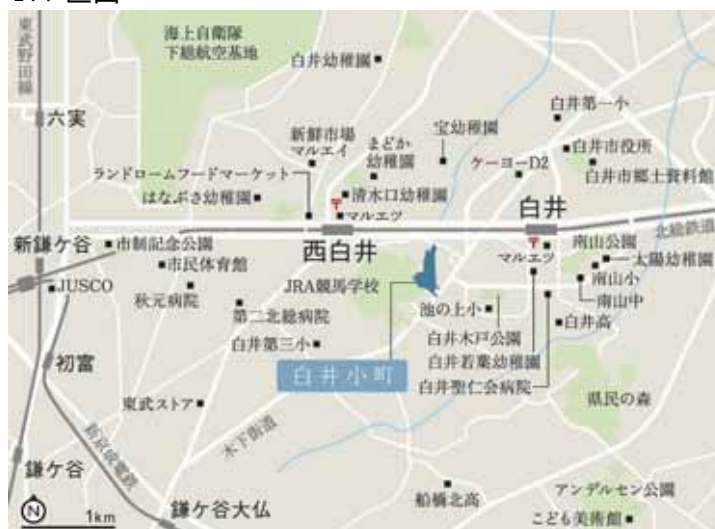 東武野田線
海上自衛隊
下総航空基地
白井幼稚園
六実
白井第一小
新鮮市場
マルエイ
まどか
幼稚園
宝幼稚園
白井市役所
ケーヨーD2
ランドロームフードマーケット
白井市郷土資料館
はなぶさ幼稚園
清水口幼稚園
〒
マルエツ
白井
北総鉄道
新鎌ケ谷
市制記念公園
西白井
〒
マルエツ
南山公園
太陽幼稚園
市民体育館
JUSCO
秋元病院
JRA競馬学校
南山小
南山中
第二北総病院
池の上小
白井高
白井第三小
白井木戸公園
初富
白井小町
白井若葉幼稚園
白井聖仁会病院
東武ストア
県民の森
木下街道
新京成電鉄
鎌ケ谷
N
1km
鎌ケ谷大仏
船橋北高
アンデルセン公園
こども美術館